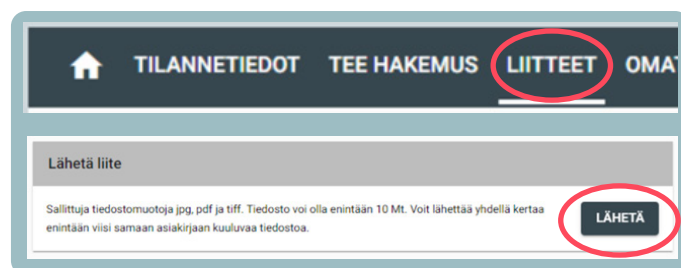 TILANNETIEDOT TEE HAKEMUS LIITTEET OMAT
Lähetä liite
Sallittuja tiedostomuotoja jpg, pdf ja tiff. Tiedosto voi olla enintään 10 Mt. Voit lähettää yhdellä kertaa
enintään viisi samaan asiakirjaan kuuluvaa tiedostoa.
LÄHETÄ